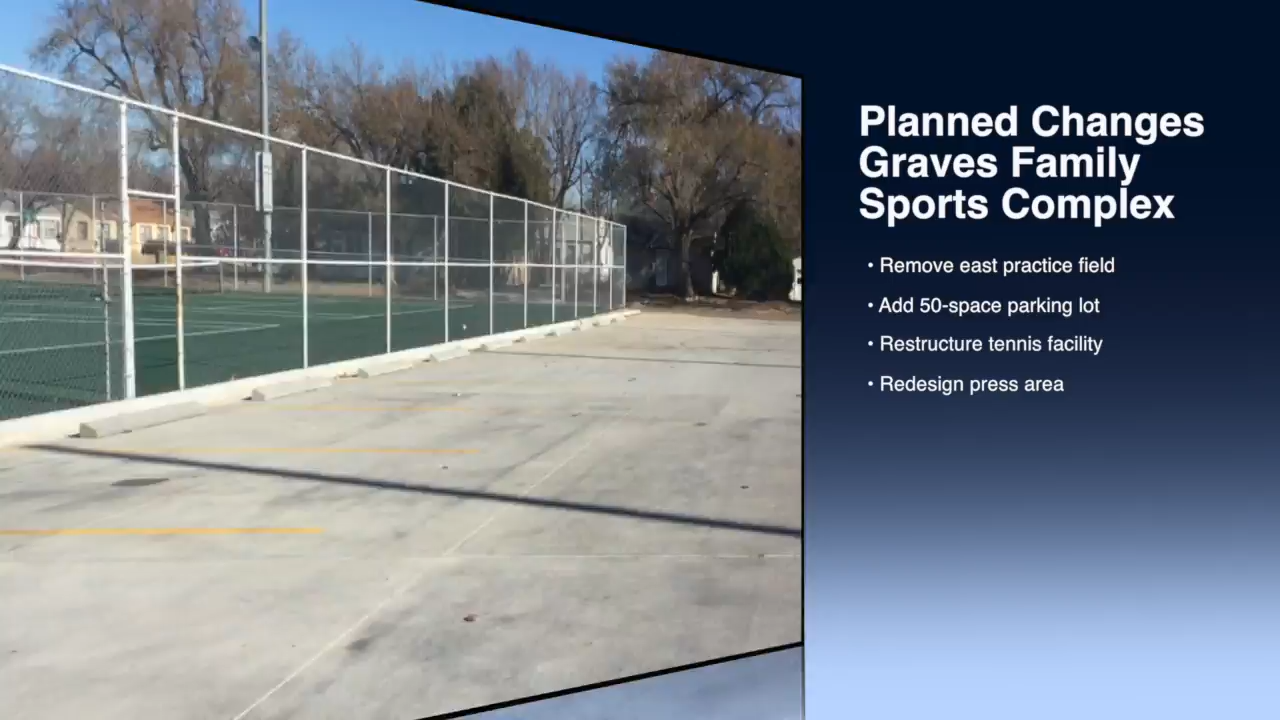 Planned Changes
Graves Family
Sports Complex
• Remove east practice field
• Add 50-space parking lot
• Restructure tennis facility
• Redesign press area